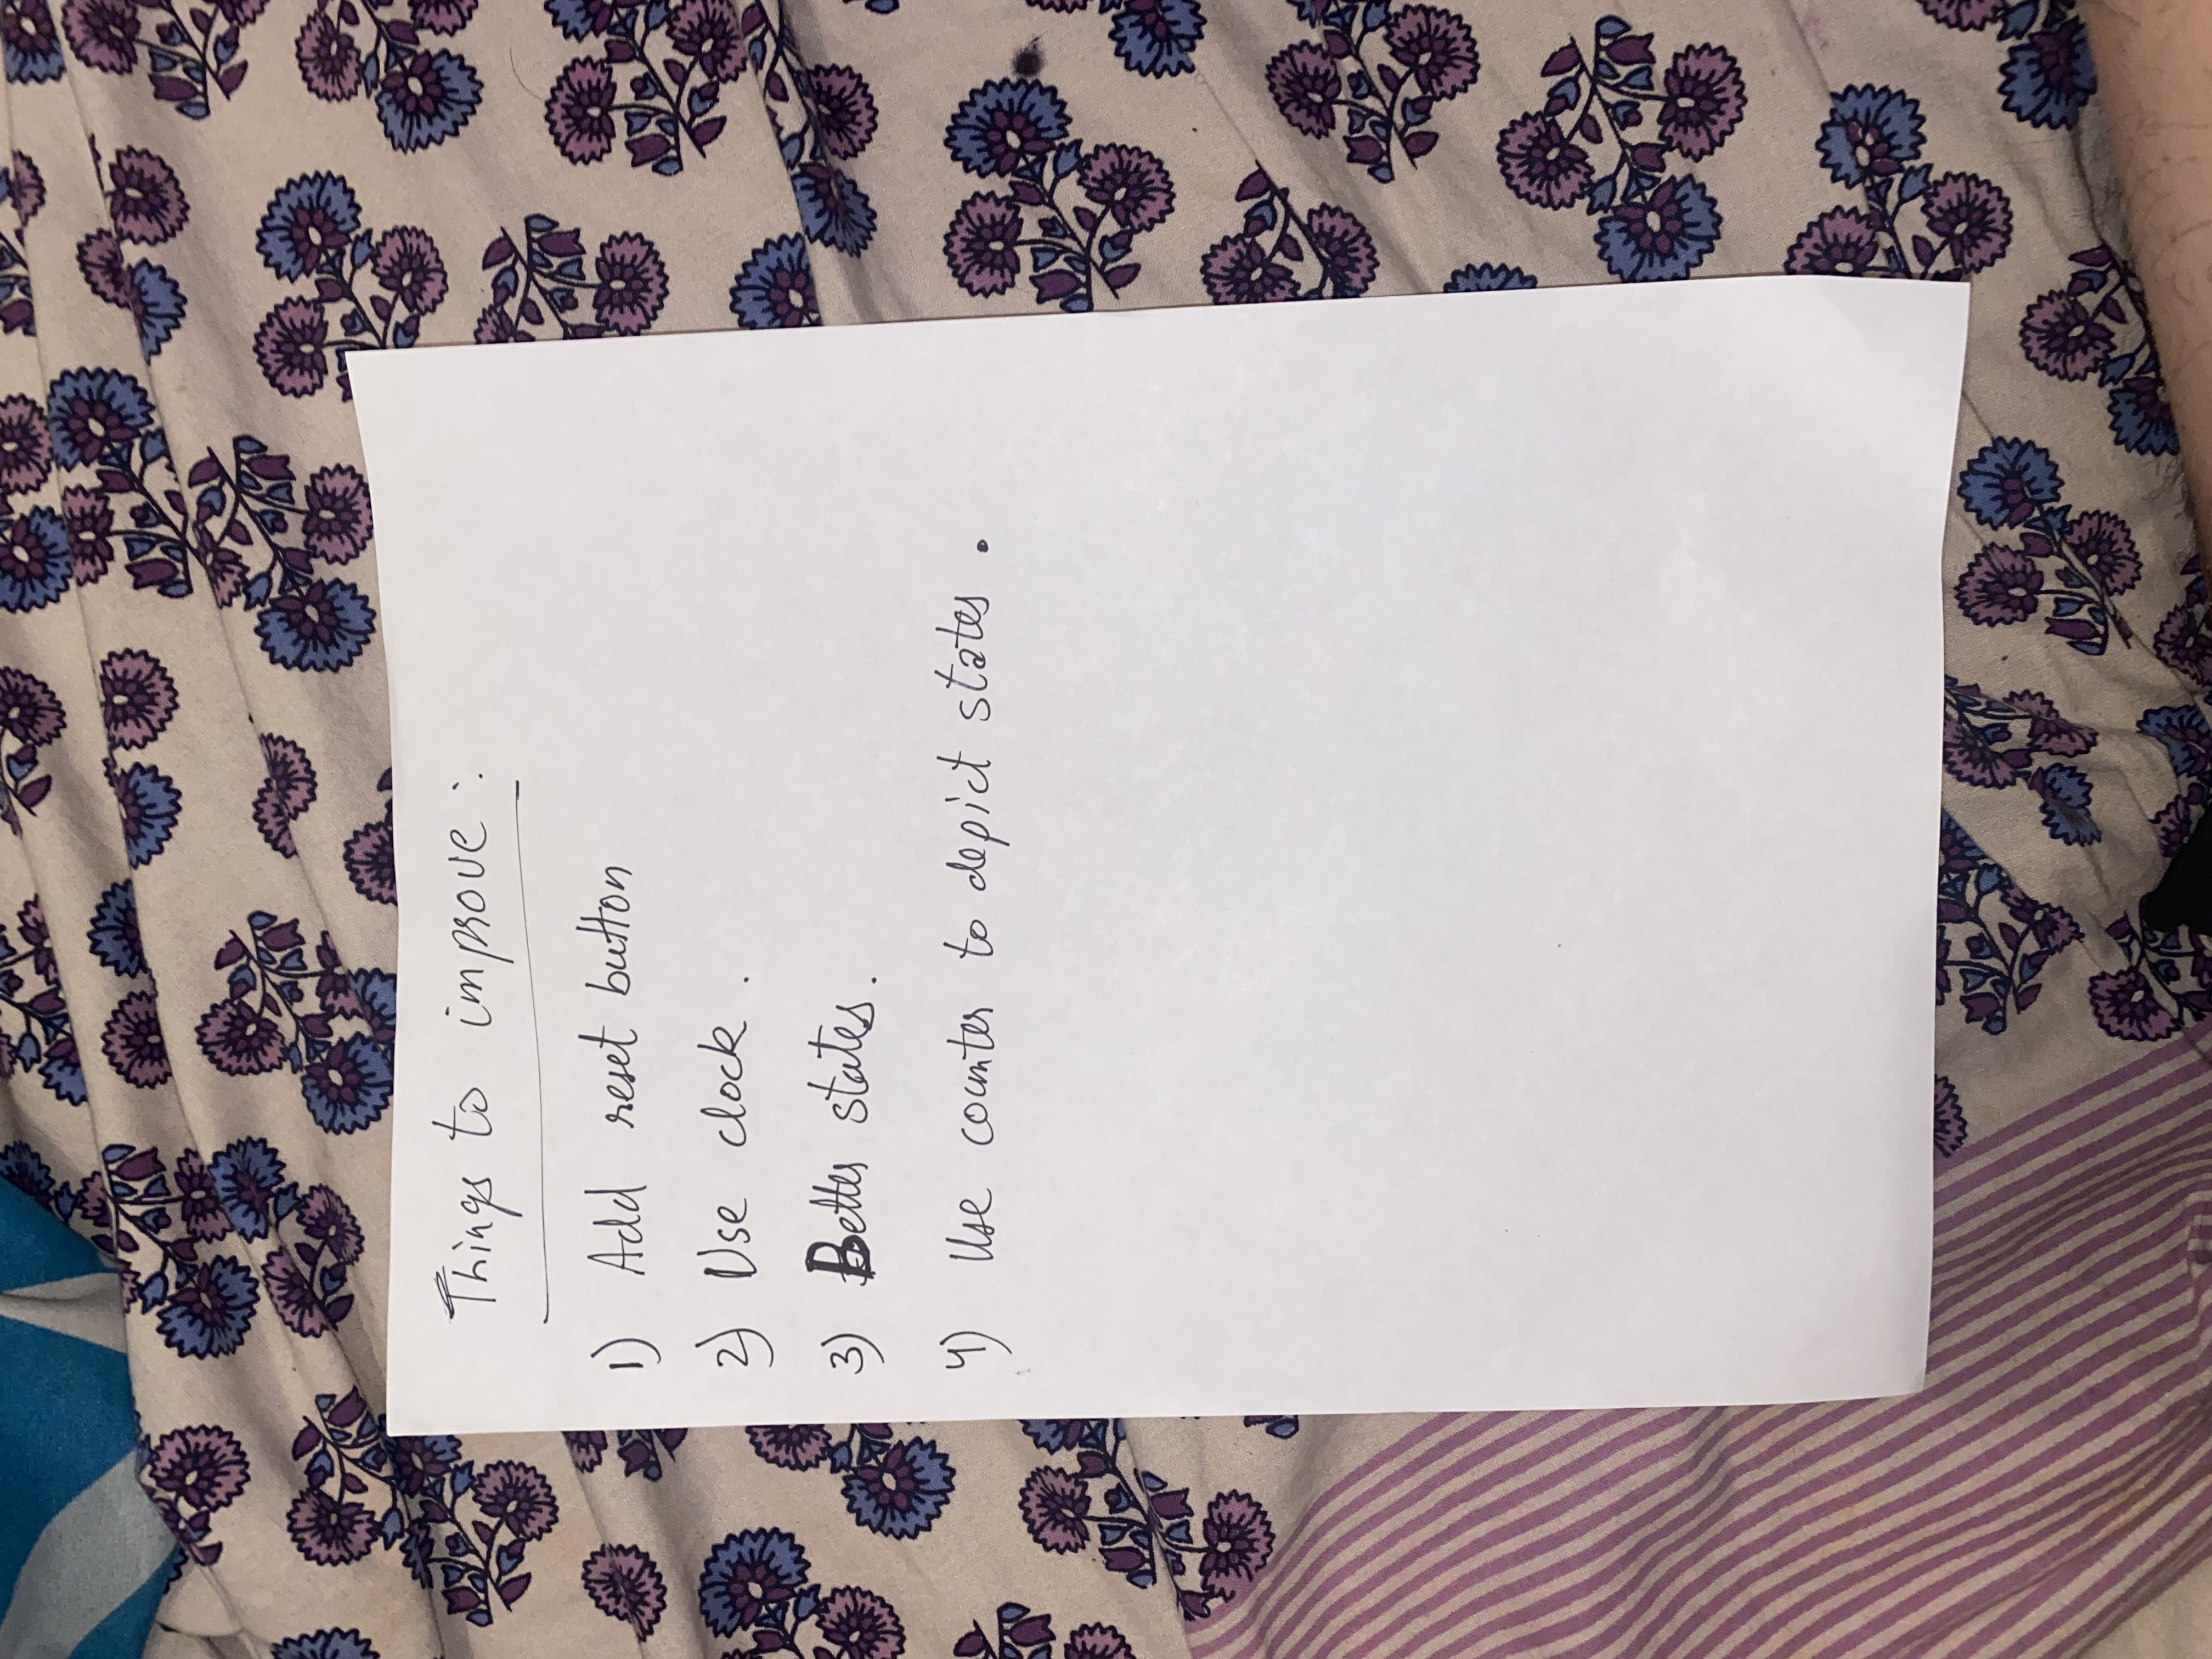 Things to improve :
1) Add reset button
2) Use clock .
3) Better states.
4) Use counter to depict states .